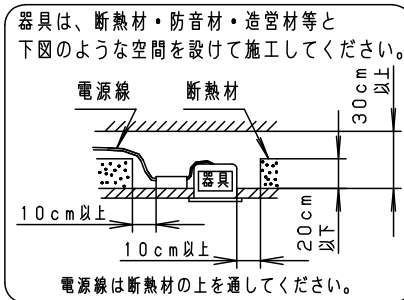 器具は、断熱材・防音材・造営材等と
下図のような空間を設けて施工してください。
電源線
断熱材
30cm以上
器具
10cm以上
10cm以上
20cm以下
電源線は断熱材の上を通してください。